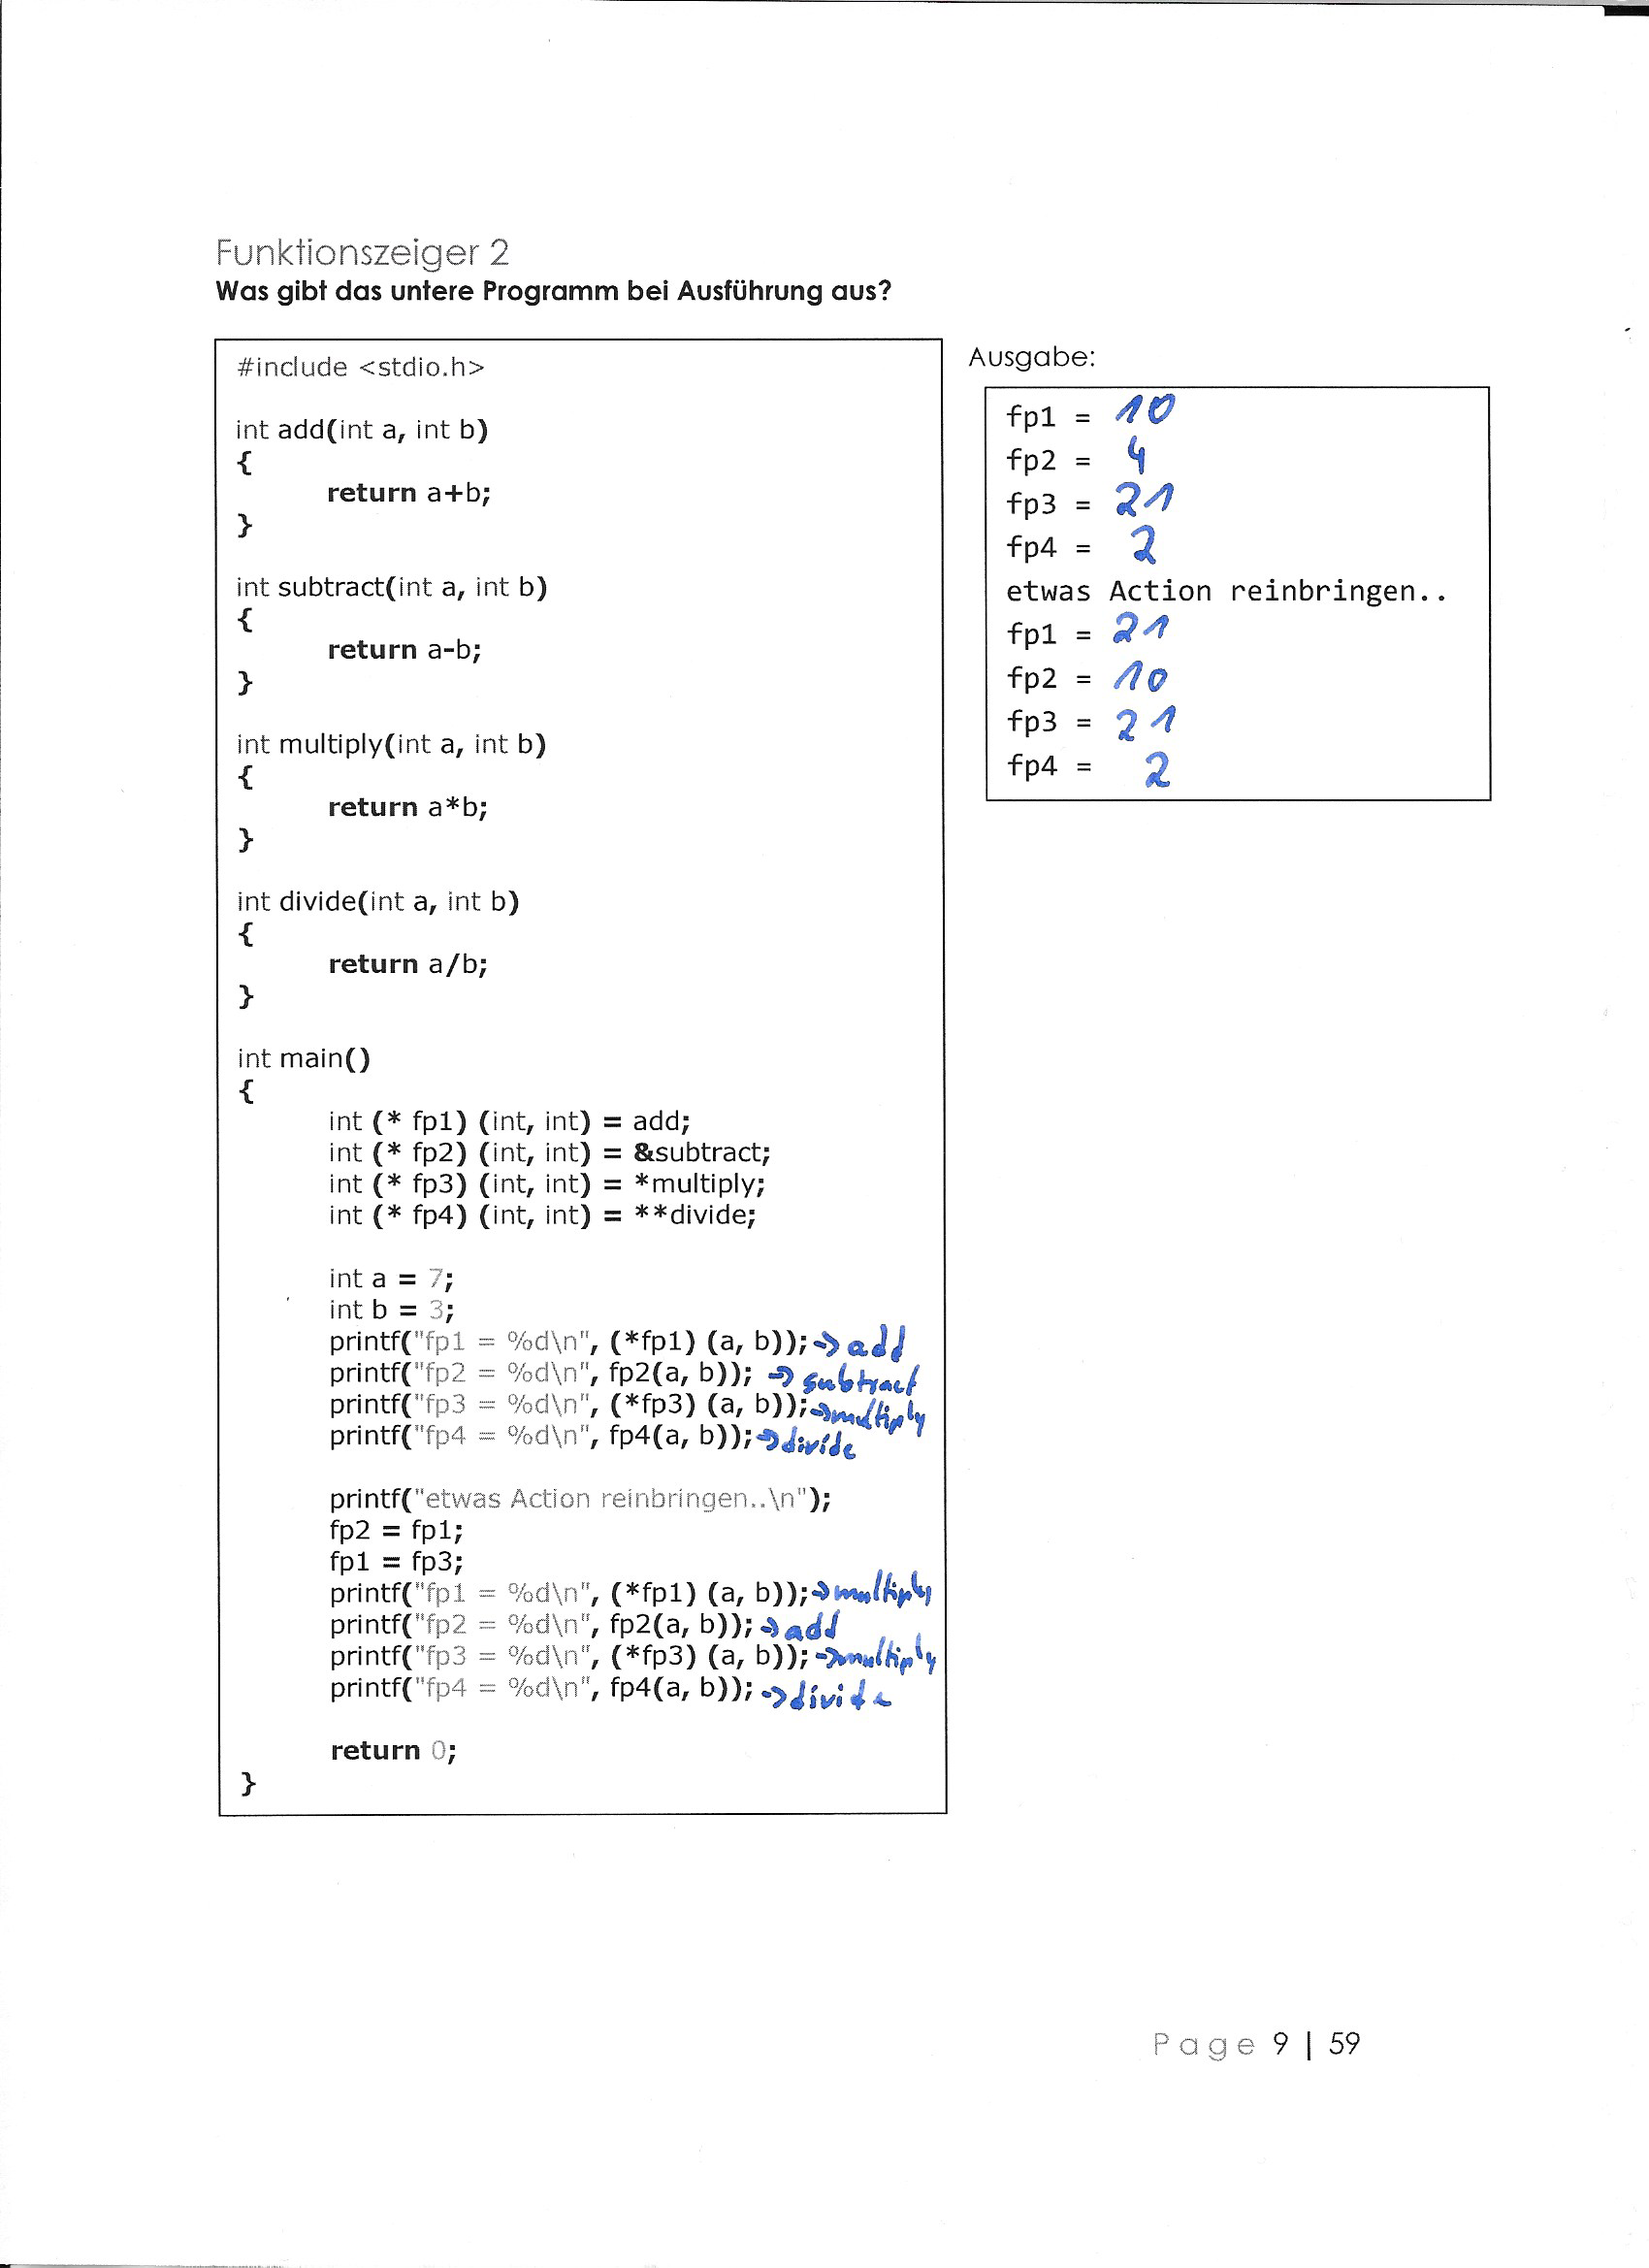 Funktionszeiger 2
Was gibt das untere Programm bei Ausführung aus?
#include <stdio.h>
int add(int a, int b)
{
return a+b;
}
int subtract(int a, int b)
{
return a-b;
}
int multiply(int a, int b)
{
return a*b;
}
int divide(int a, int b)
{
return a/b;
}
int main()
{
int (* fp1) (int, int) = add;
int (* fp2) (int, int) = &subtract;
int (* fp3) (int, int) = *multiply;
int (* fp4) (int, int) = **divide;
int a = 7;
int b = 3;
printf("fp1 = %d\n", (*fp1) (a, b)); -> add
printf("fp2 = %d\n", fp2(a, b)); -> subtract
printf("fp3 = %d\n", (*fp3) (a, b)); -> multiply
printf("fp4 = %d\n", fp4(a, b)); -> divide
printf("etwas Action reinbringen..\n");
fp2 = fp1;
fp1 = fp3;
printf("fp1 = %d\n", (*fp1) (a, b)); -> multiply
printf("fp2 = %d\n", fp2(a, b)); -> add
printf("fp3 = %d\n", (*fp3) (a, b)); -> multiply
printf("fp4 = %d\n", fp4(a, b)); -> divide
return 0;
}
Ausgabe:
fp1 = 10
fp2 = 4
fp3 = 21
fp4 = 2
etwas Action reinbringen..
fp1 = 21
fp2 = 10
fp3 = 21
fp4 = 2
Page 9 | 59